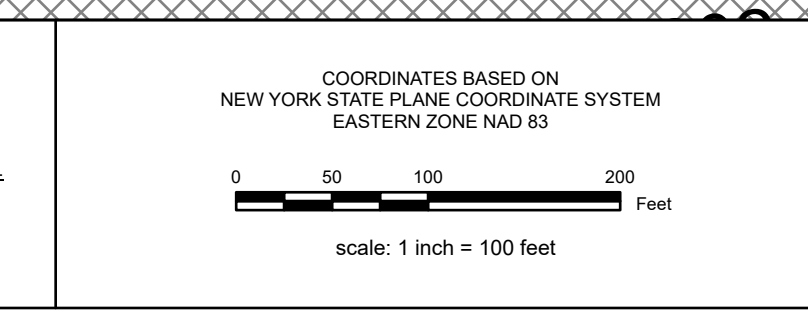 COORDINATES BASED ON
NEW YORK STATE PLANE COORDINATE SYSTEM
EASTERN ZONE NAD 83
0 50 100 200
Feet
scale: 1 inch = 100 feet